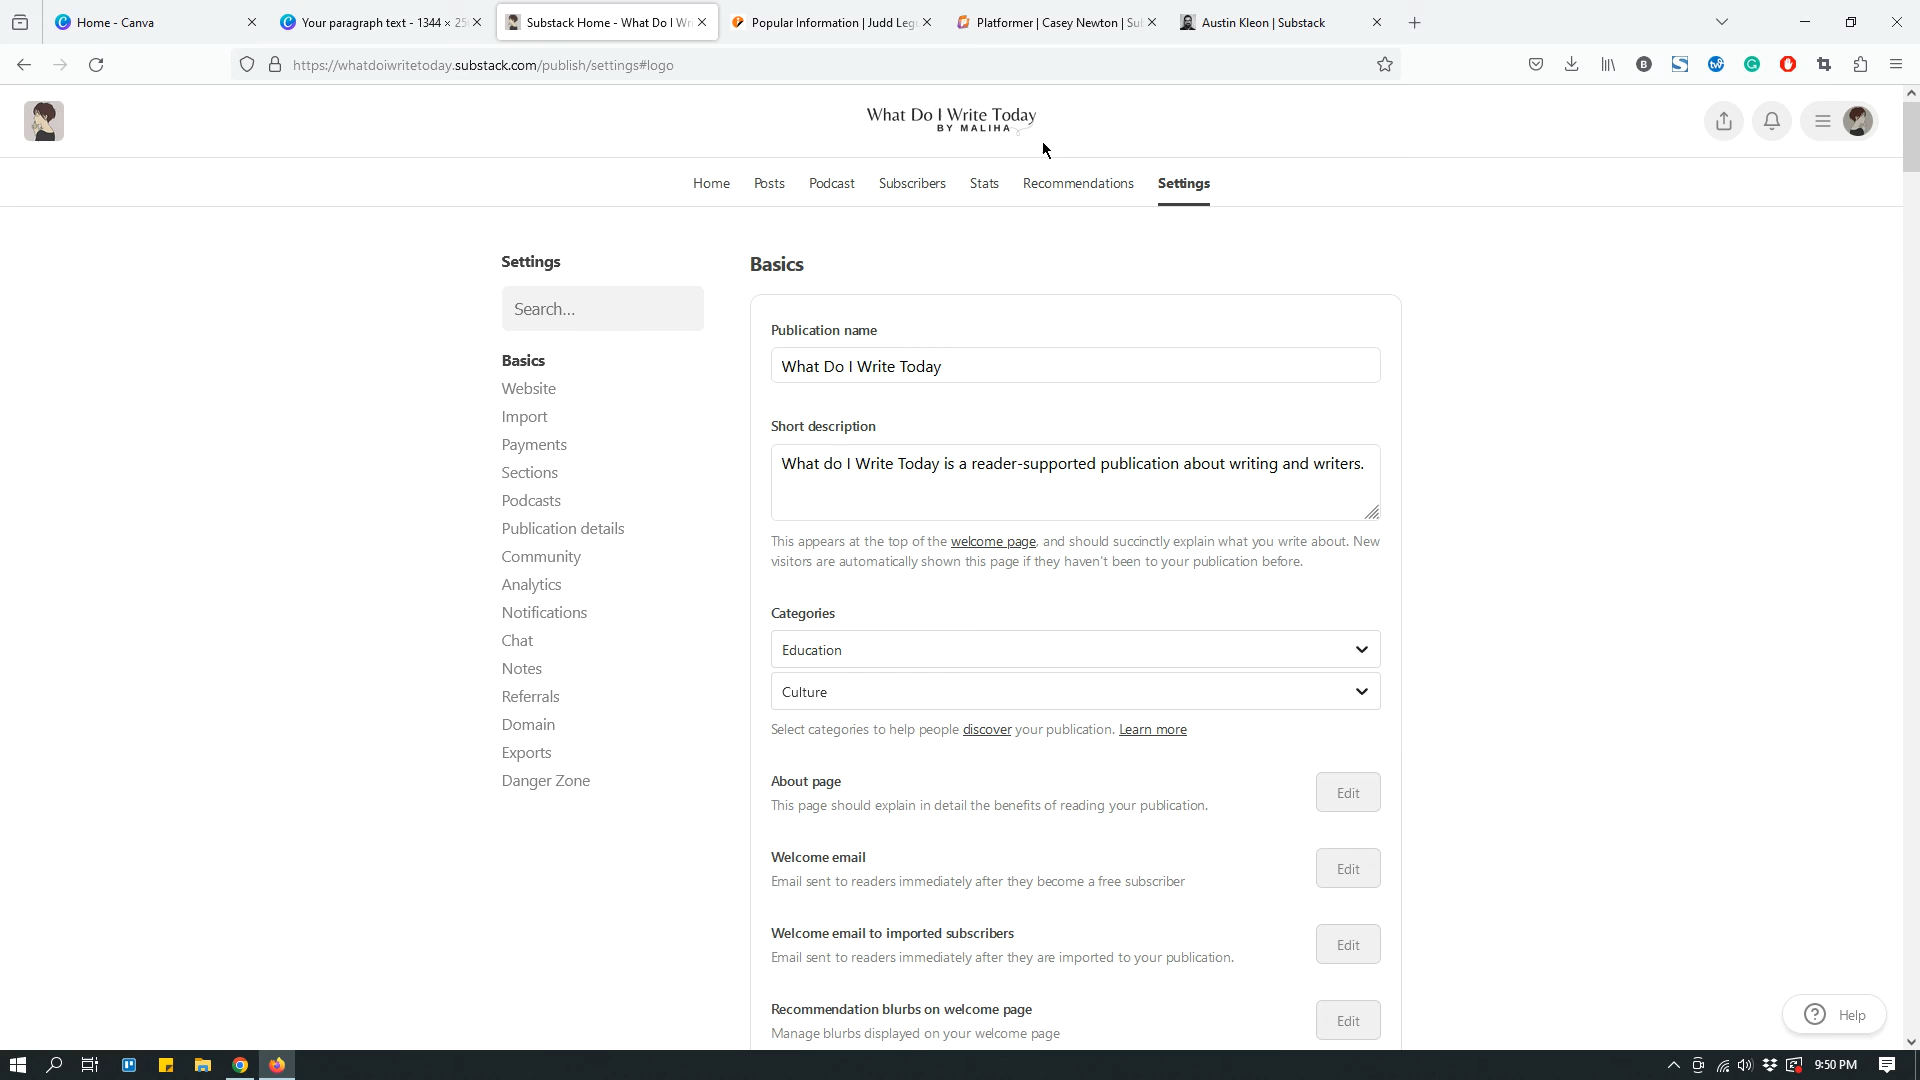 Home - Canva
Your paragraph text - 1344 × 25
Substack Home - What Do I Wr
Popular Information | Judd Leg
Platformer | Casey Newton | Su
Austin Kleon | Substack
https://whatdoiwritetoday.substack.com/publish/settings#logo
What Do I Write Today
BY MALIHA
Home
Posts
Podcast
Subscribers
Stats
Recommendations
Settings
Settings
Search...
Basics
Website
Import
Payments
Sections
Podcasts
Publication details
Community
Analytics
Notifications
Chat
Notes
Referrals
Domain
Exports
Danger Zone
Basics
Publication name
What Do I Write Today
Short description
What do I Write Today is a reader-supported publication about writing and writers.
This appears at the top of the welcome page, and should succinctly explain what you write about. New
visitors are automatically shown this page if they haven't been to your publication before.
Categories
Education
Culture
Select categories to help people discover your publication. Learn more
About page
This page should explain in detail the benefits of reading your publication.
Edit
Welcome email
Email sent to readers immediately after they become a free subscriber
Edit
Welcome email to imported subscribers
Email sent to readers immediately after they are imported to your publication.
Edit
Recommendation blurbs on welcome page
Manage blurbs displayed on your welcome page
Edit
Help
9:50 PM